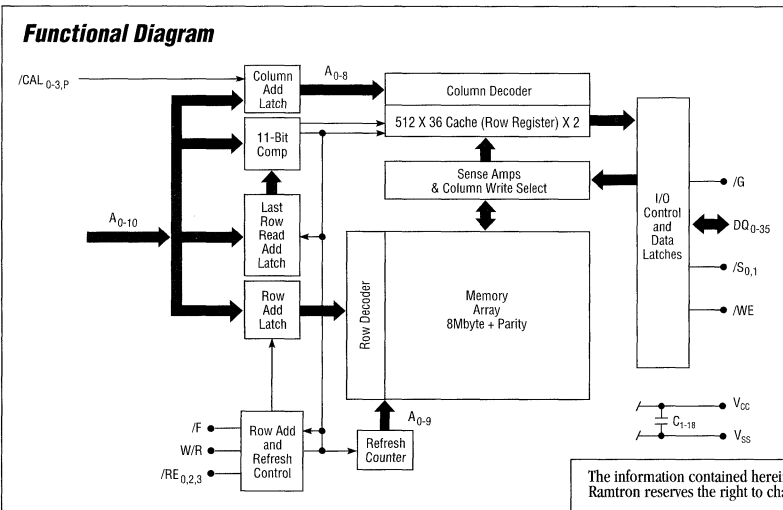 Functional Diagram
/CAL 0-3,P
Column
Add
Latch
A0-8
Column Decoder
512 X 36 Cache (Row Register) X 2
11-Bit
Comp
Sense Amps
& Column Write Select
Last
Row
Read
Add
Latch
A0-10
I/O
Control
and
Data
Latches
/G
DQ0-35
/S0,1
/WE
Row
Add
Latch
Row Decoder
Memory
Array
8Mbyte + Parity
A0-9
/F
W/R
/RE0,2,3
Row Add
and
Refresh
Control
Refresh
Counter
VCC
C1-18
VSS
The information contained herei
Ramtron reserves the right to cha